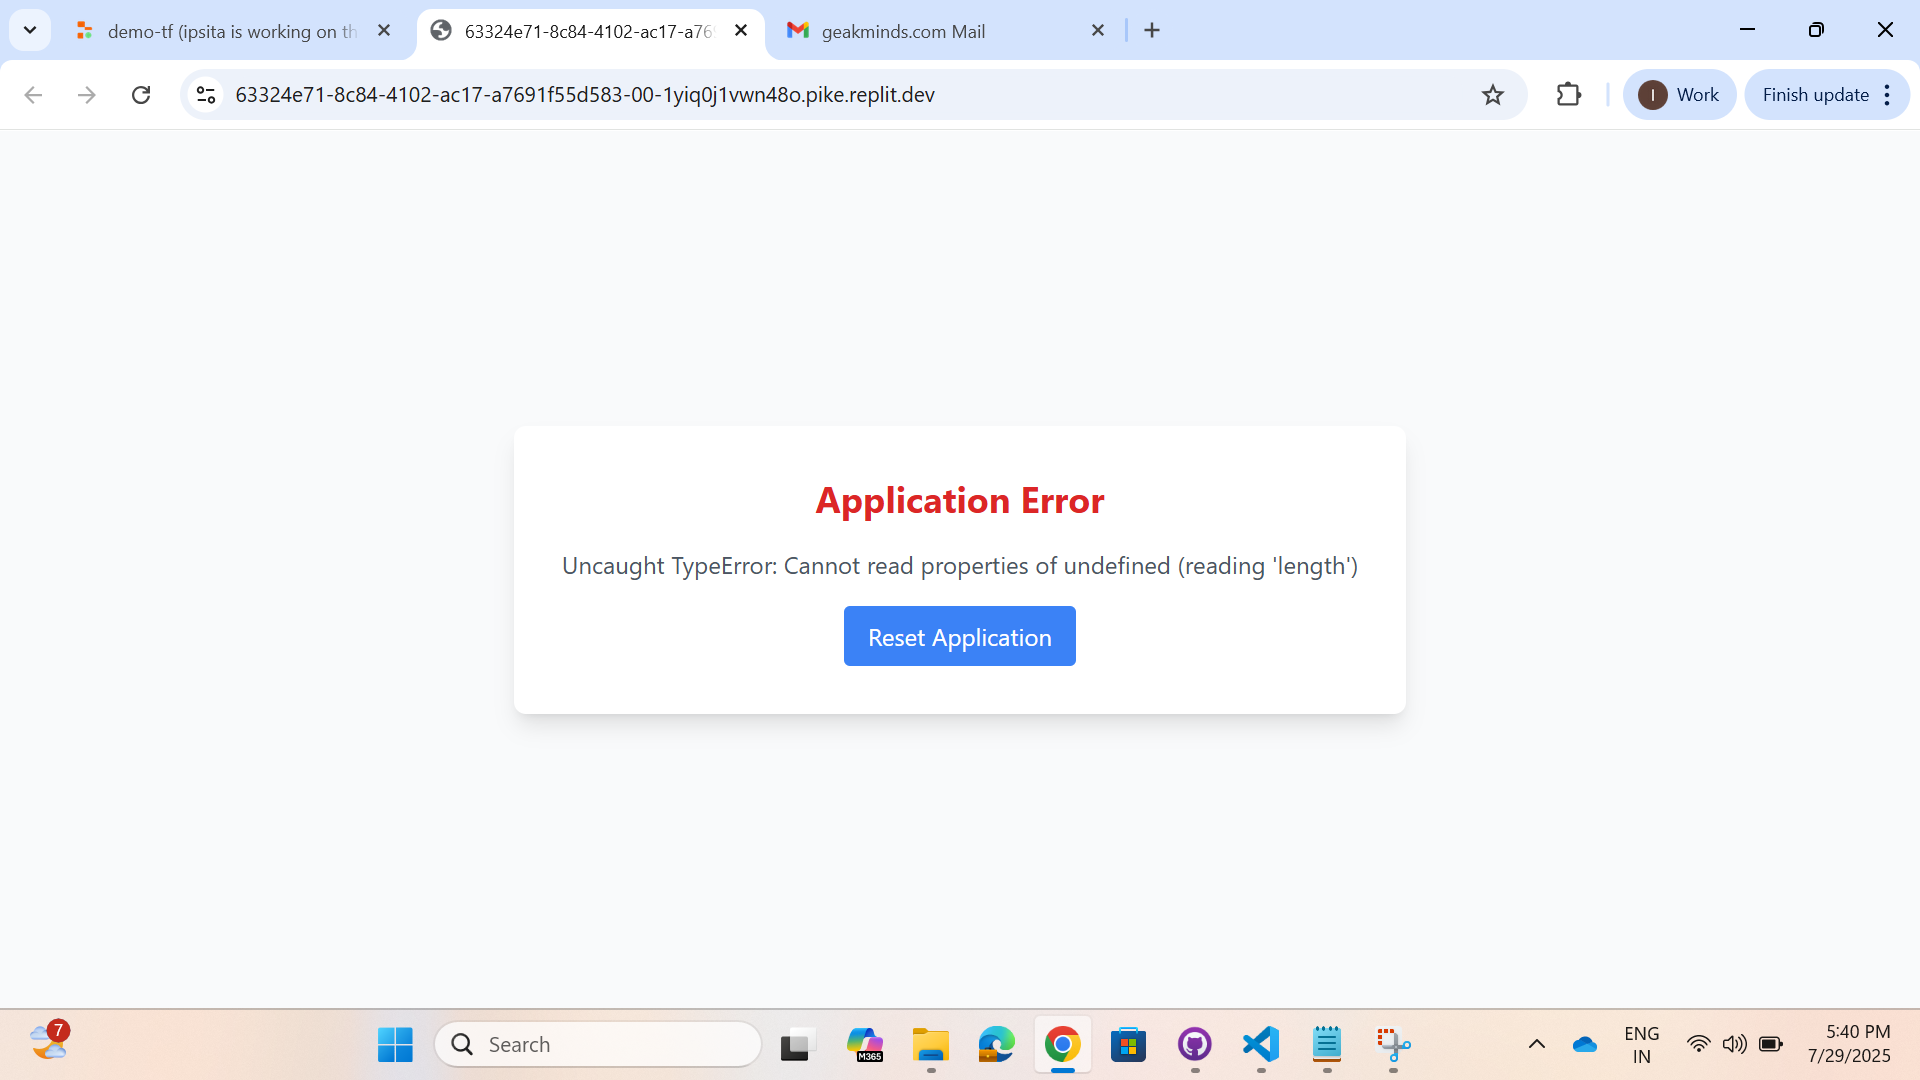 demo-tf (ipsita is working on th
63324e71-8c84-4102-ac17-a769
geakminds.com Mail
63324e71-8c84-4102-ac17-a7691f55d583-00-1yiq0j1vwn48o.pike.replit.dev
I
Work
Finish update
Application Error
Uncaught TypeError: Cannot read properties of undefined (reading 'length')
Reset Application
7
Search
M365
ENG
IN
5:40 PM
7/29/2025